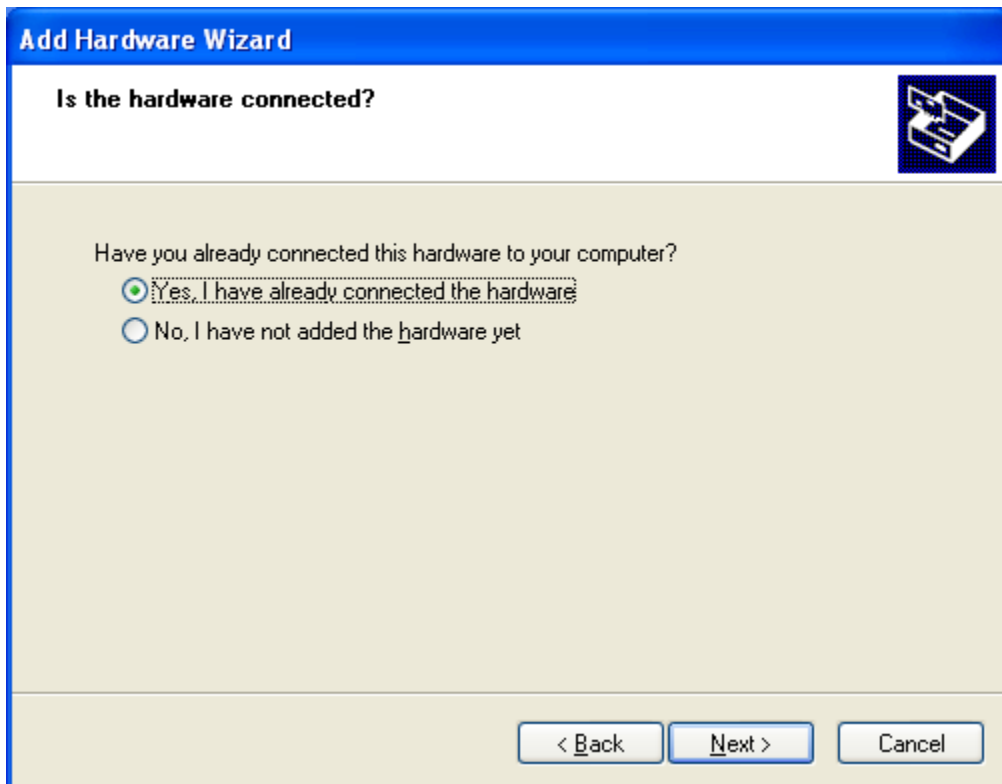 Add Hardware Wizard
Is the hardware connected?
Have you already connected this hardware to your computer?
Yes, I have already connected the hardware
No, I have not added the hardware yet
< Back Next > Cancel